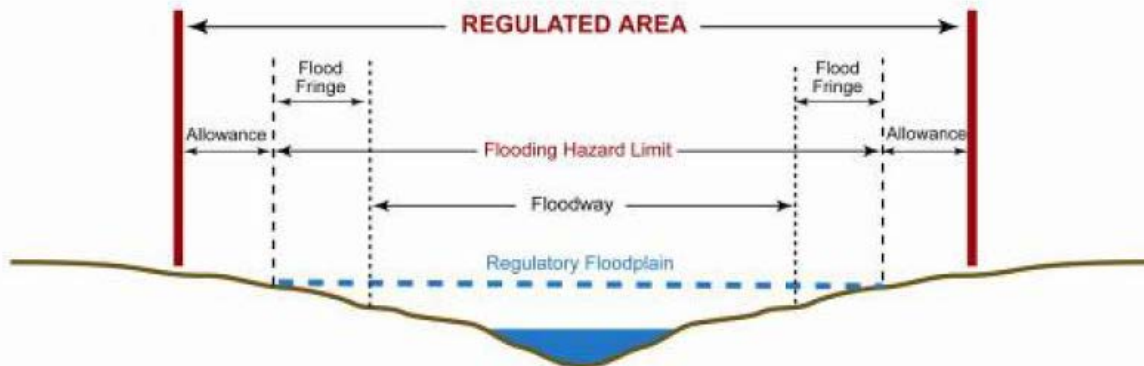 REGULATED AREA
Flood
Fringe
Flood
Fringe
Allowance
Allowance
Flooding Hazard Limit
Floodway
Regulatory Floodplain